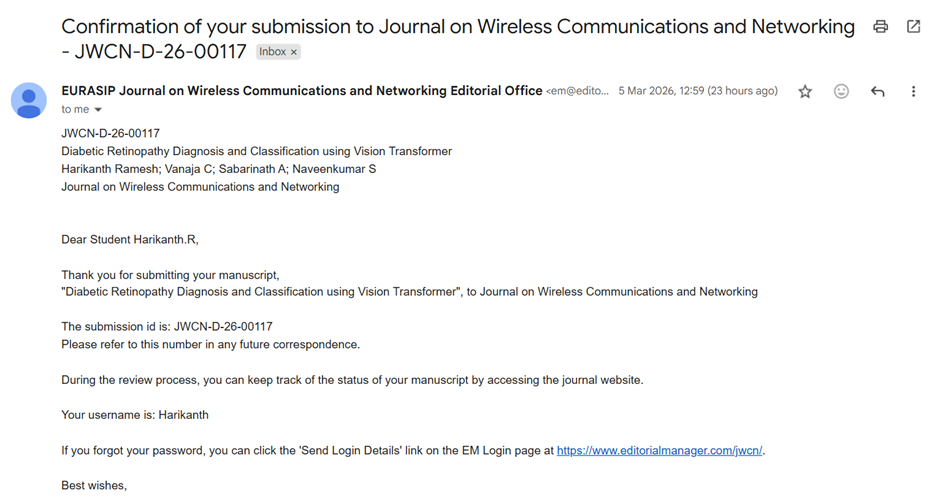 Confirmation of your submission to Journal on Wireless Communications and Networking
- JWCN-D-26-00117 Inbox ×
EURASIP Journal on Wireless Communications and Networking Editorial Office <em@edito... 5 Mar 2026, 12:59 (23 hours ago)
to me
JWCN-D-26-00117
Diabetic Retinopathy Diagnosis and Classification using Vision Transformer
Harikanth Ramesh; Vanaja C; Sabarinath A; Naveenkumar S
Journal on Wireless Communications and Networking
Dear Student Harikanth.R,
Thank you for submitting your manuscript,
"Diabetic Retinopathy Diagnosis and Classification using Vision Transformer", to Journal on Wireless Communications and Networking
The submission id is: JWCN-D-26-00117
Please refer to this number in any future correspondence.
During the review process, you can keep track of the status of your manuscript by accessing the journal website.
Your username is: Harikanth
If you forgot your password, you can click the 'Send Login Details' link on the EM Login page at https://www.editorialmanager.com/jwcn/.
Best wishes,